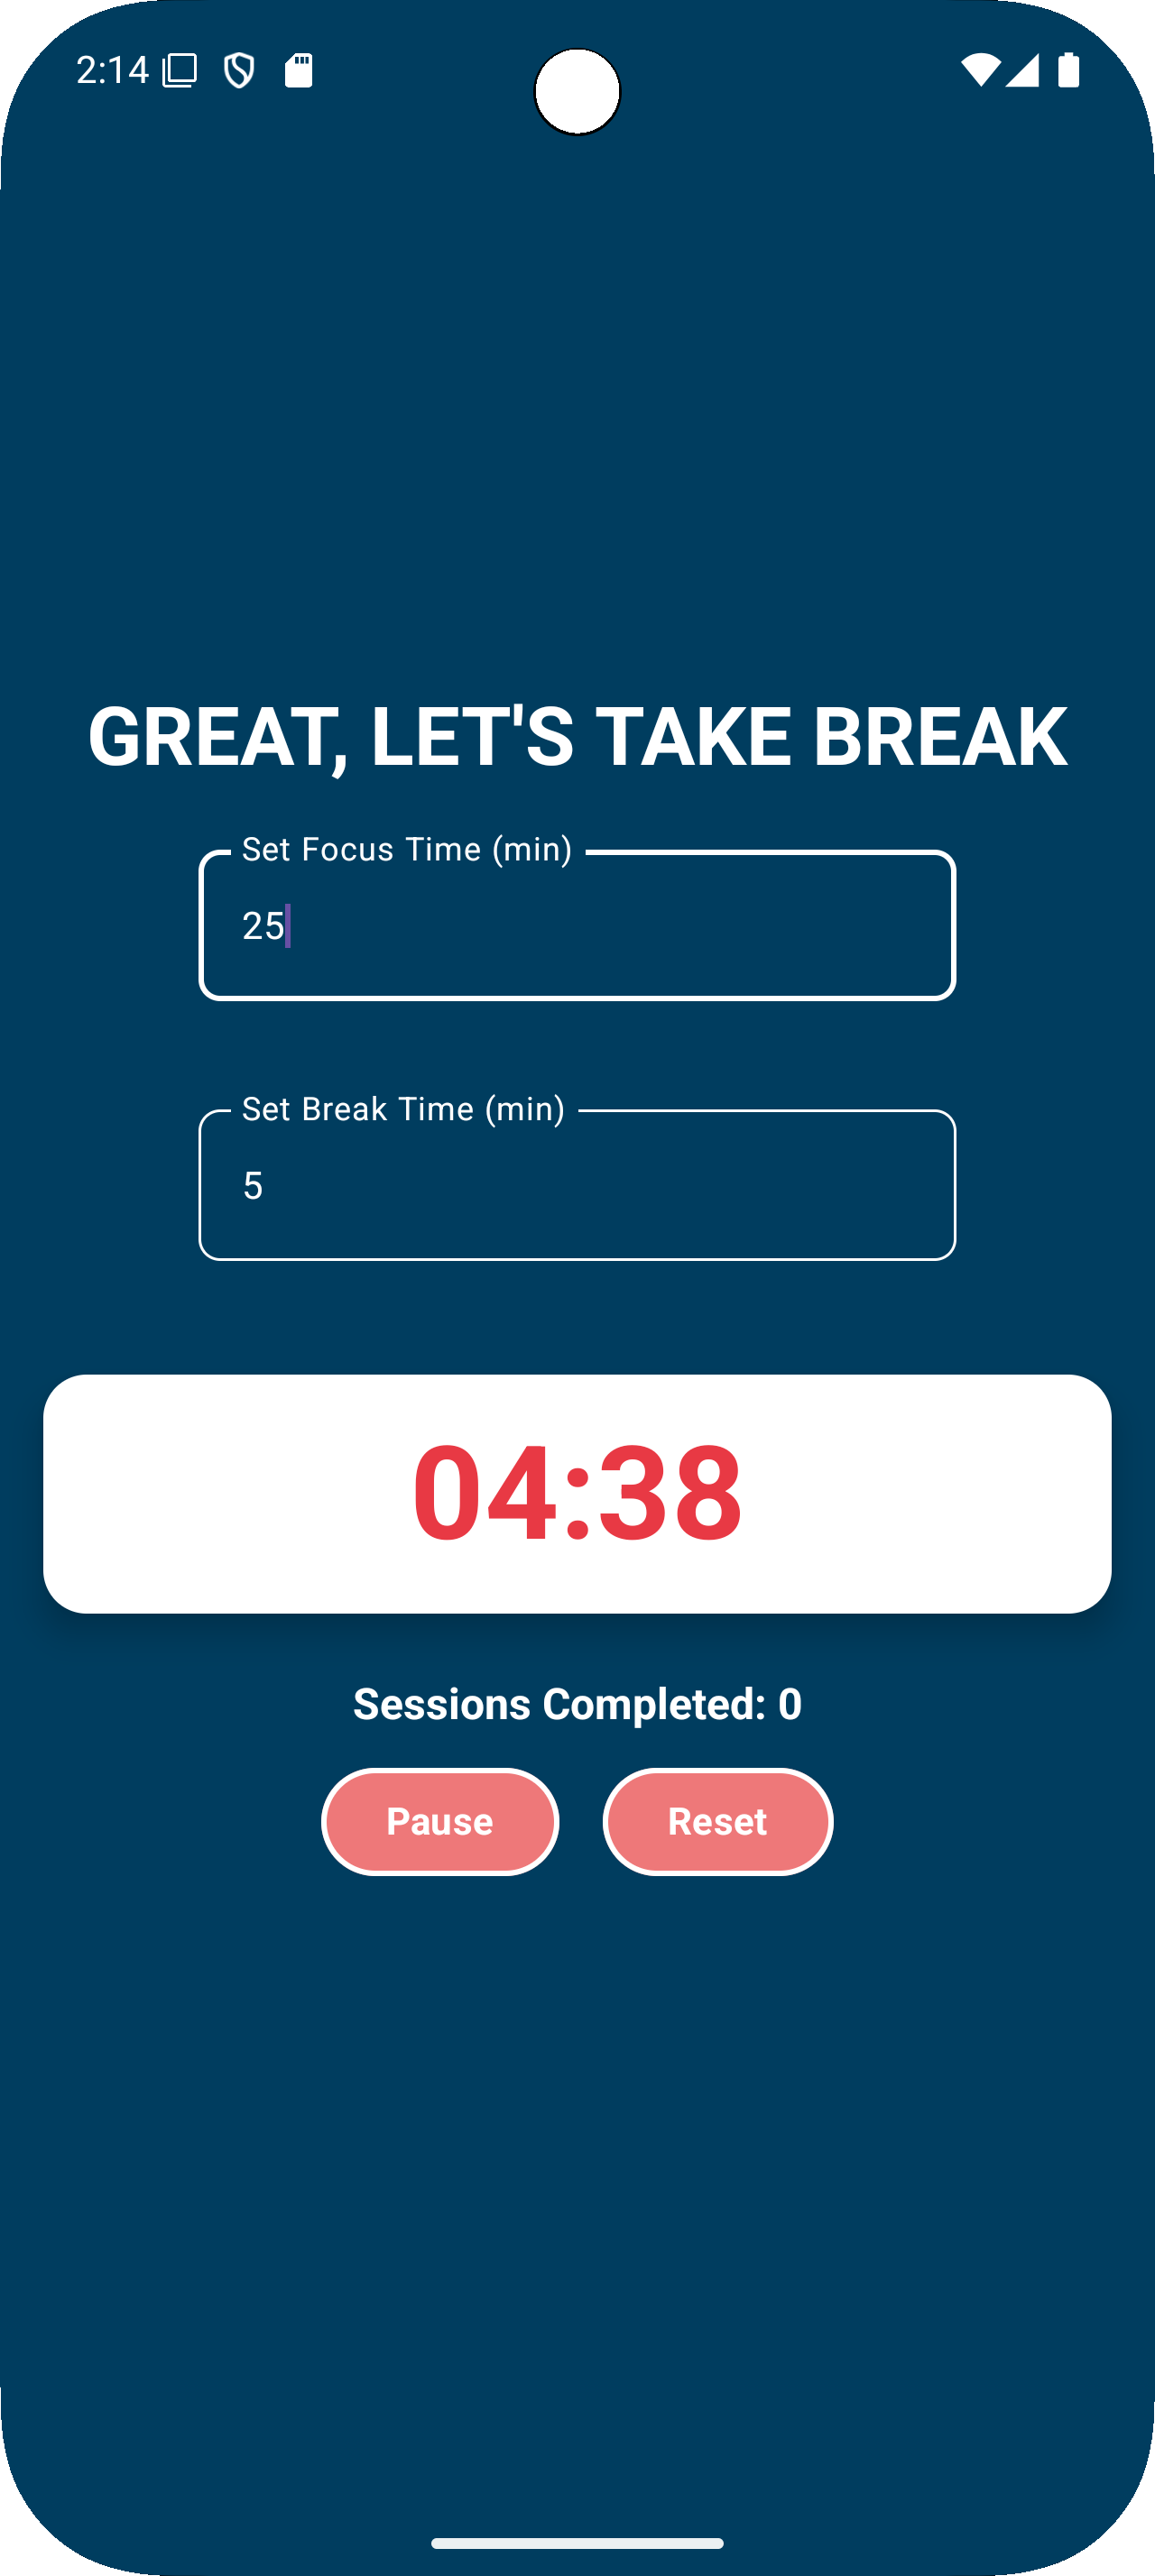 2:14
GREAT, LET'S TAKE BREAK
Set Focus Time (min)
25
Set Break Time (min)
5
04:38
Sessions Completed: 0
Pause
Reset